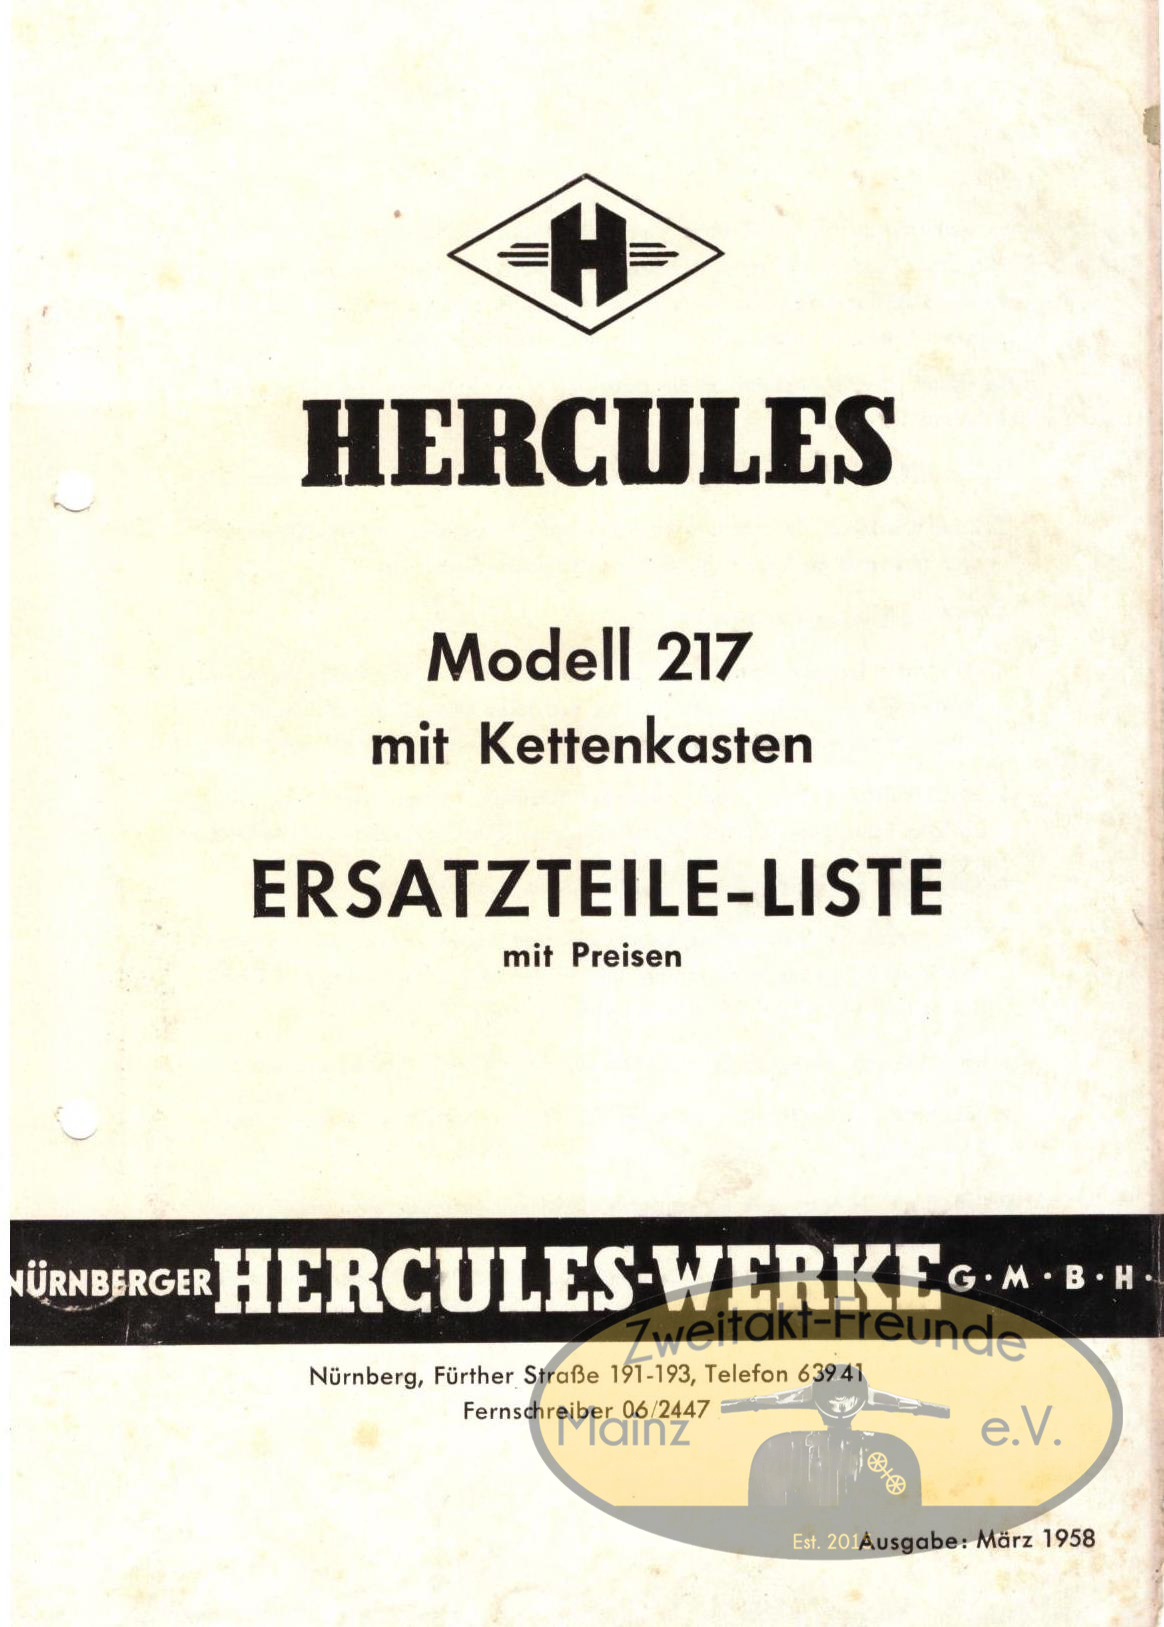 H
HERCULES
Modell 217
mit Kettenkasten
ERSATZTEILE-LISTE
mit Preisen
NÜRNBERGER HERCULES-WERKE G·M·B·H·
Zweitakt-Freunde
Nürnberg, Fürther Straße 191-193, Telefon 63941
Fernschreiber 06/2447
Mainz e.V.
Est.
Ausgabe: März 1958